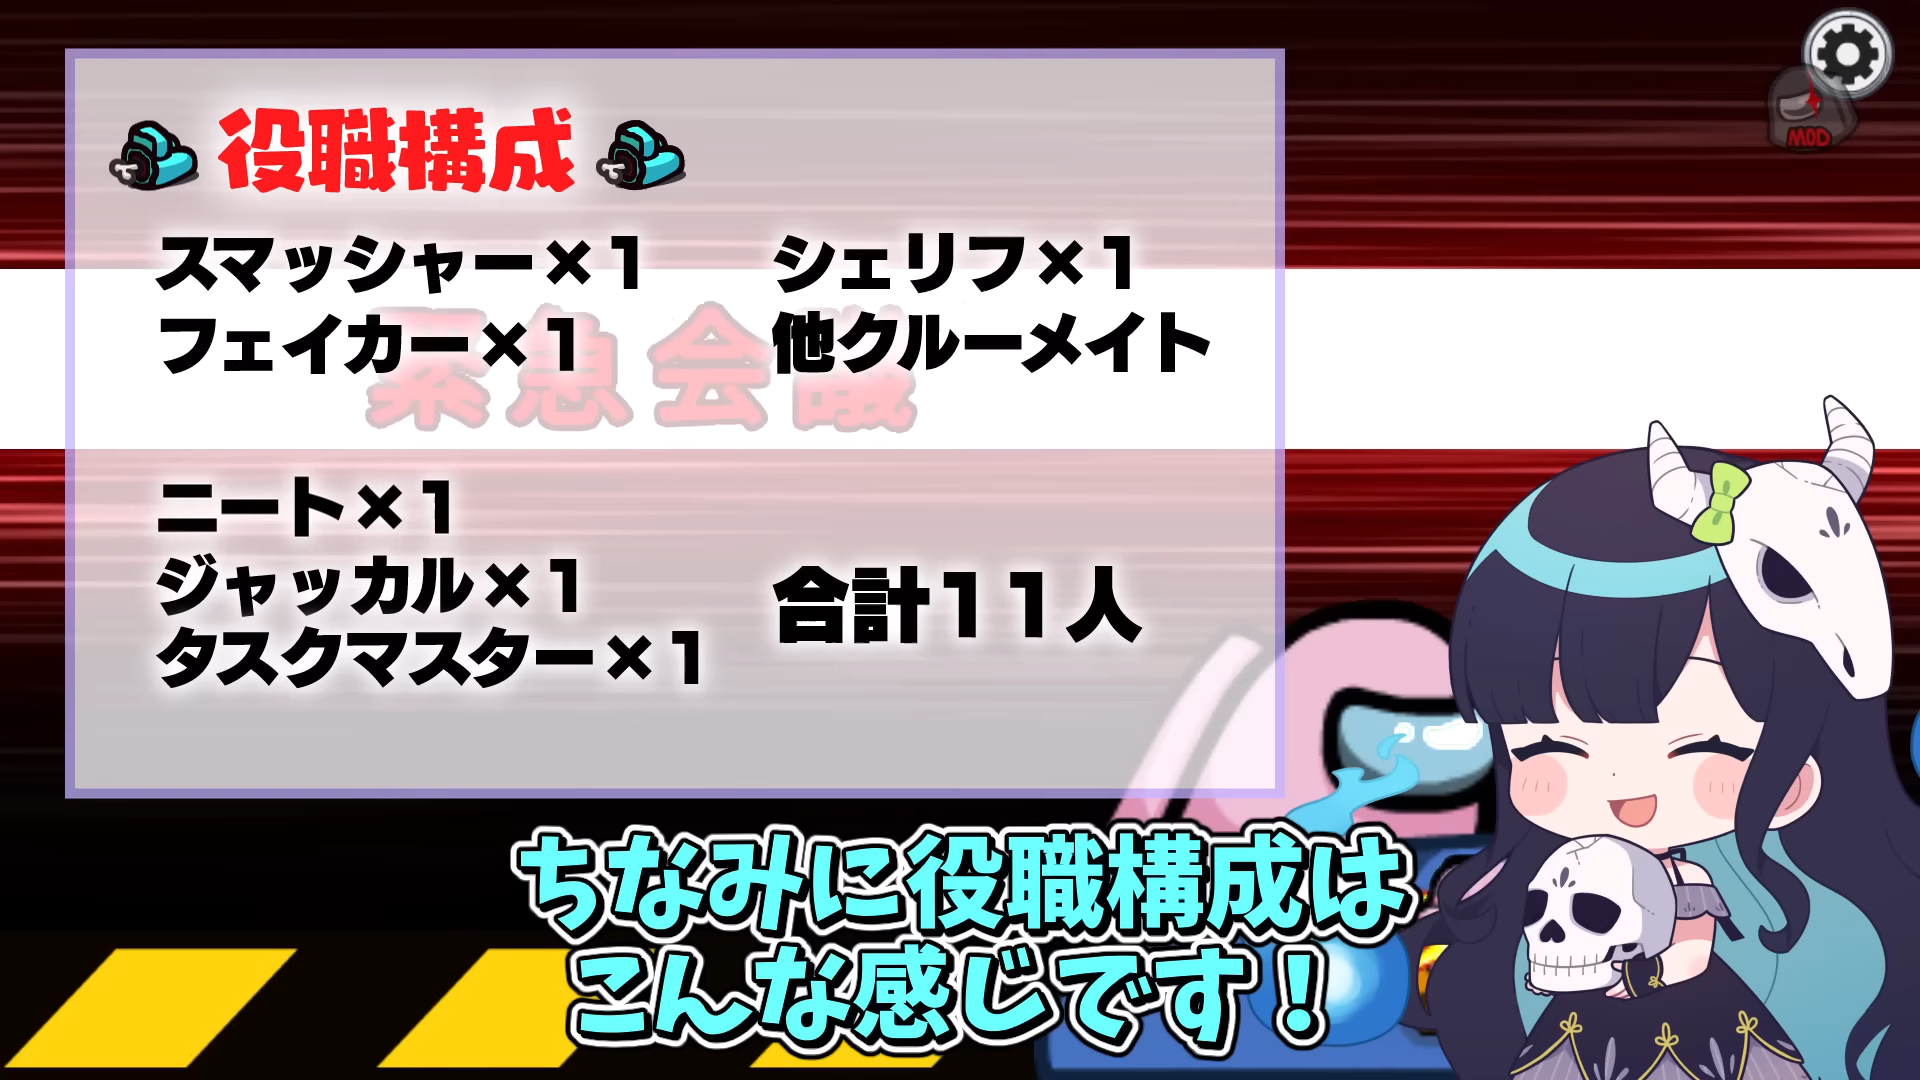 役職構成
スマッシャー×1
フェイカー×1
シェリフ×1
他クルーメイト
緊急会議
ニート×1
ジャッカル×1
タスクマスター×1
合計11人
MOD
ちなみに役職構成は
こんな感じです！